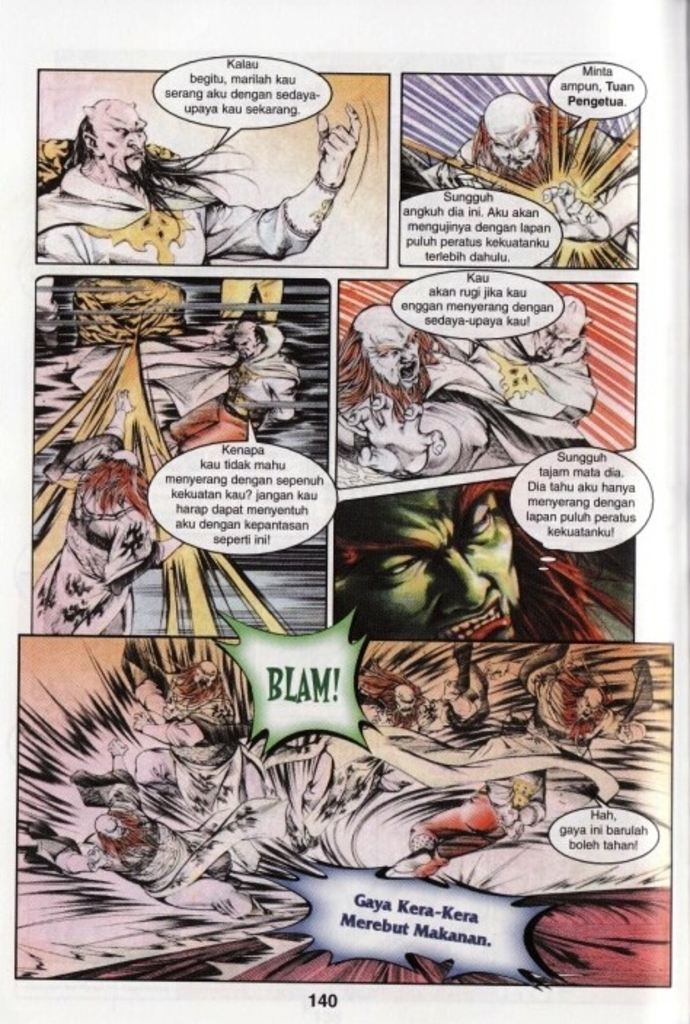 Kalau
begitu, marilah kau
serang aku dengan sedaya-
upaya kau sekarang.
Minta
ampun, Tuan
Pengetua.
Sungguh
angkuh dia ini. Aku akan
mengujinya dengan lapan
puluh peratus kekuatanku
terlebih dahulu.
Kenapa
kau tidak mahu
menyerang dengan sepenuh
kekuatan kau? jangan kau
harap dapat menyentuh
aku dengan kepantasan
seperti ini!
Kau
akan rugi jika kau
enggan menyerang dengan
sedaya-upaya kau!
Sungguh
tajam mata dia.
Dia tahu aku hanya
menyerang dengan
lapan puluh peratus
kekuatanku!
BLAM!
Hah,
gaya ini barulah
boleh tahan!
Gaya Kera-Kera
Merebut Makanan.
140